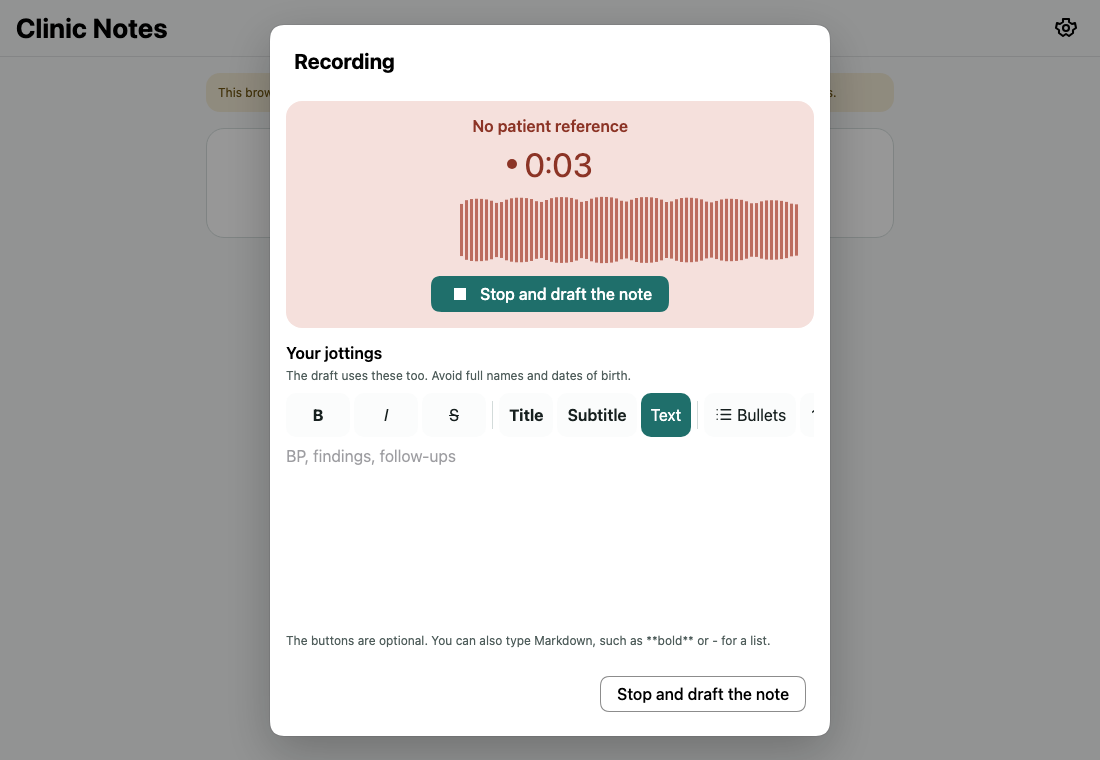 Clinic Notes
This brow
s.
Recording
No patient reference
0:03
Stop and draft the note
Your jottings
The draft uses these too. Avoid full names and dates of birth.
B I S Title Subtitle Text Bullets
BP, findings, follow-ups
The buttons are optional. You can also type Markdown, such as **bold** or - for a list.
Stop and draft the note